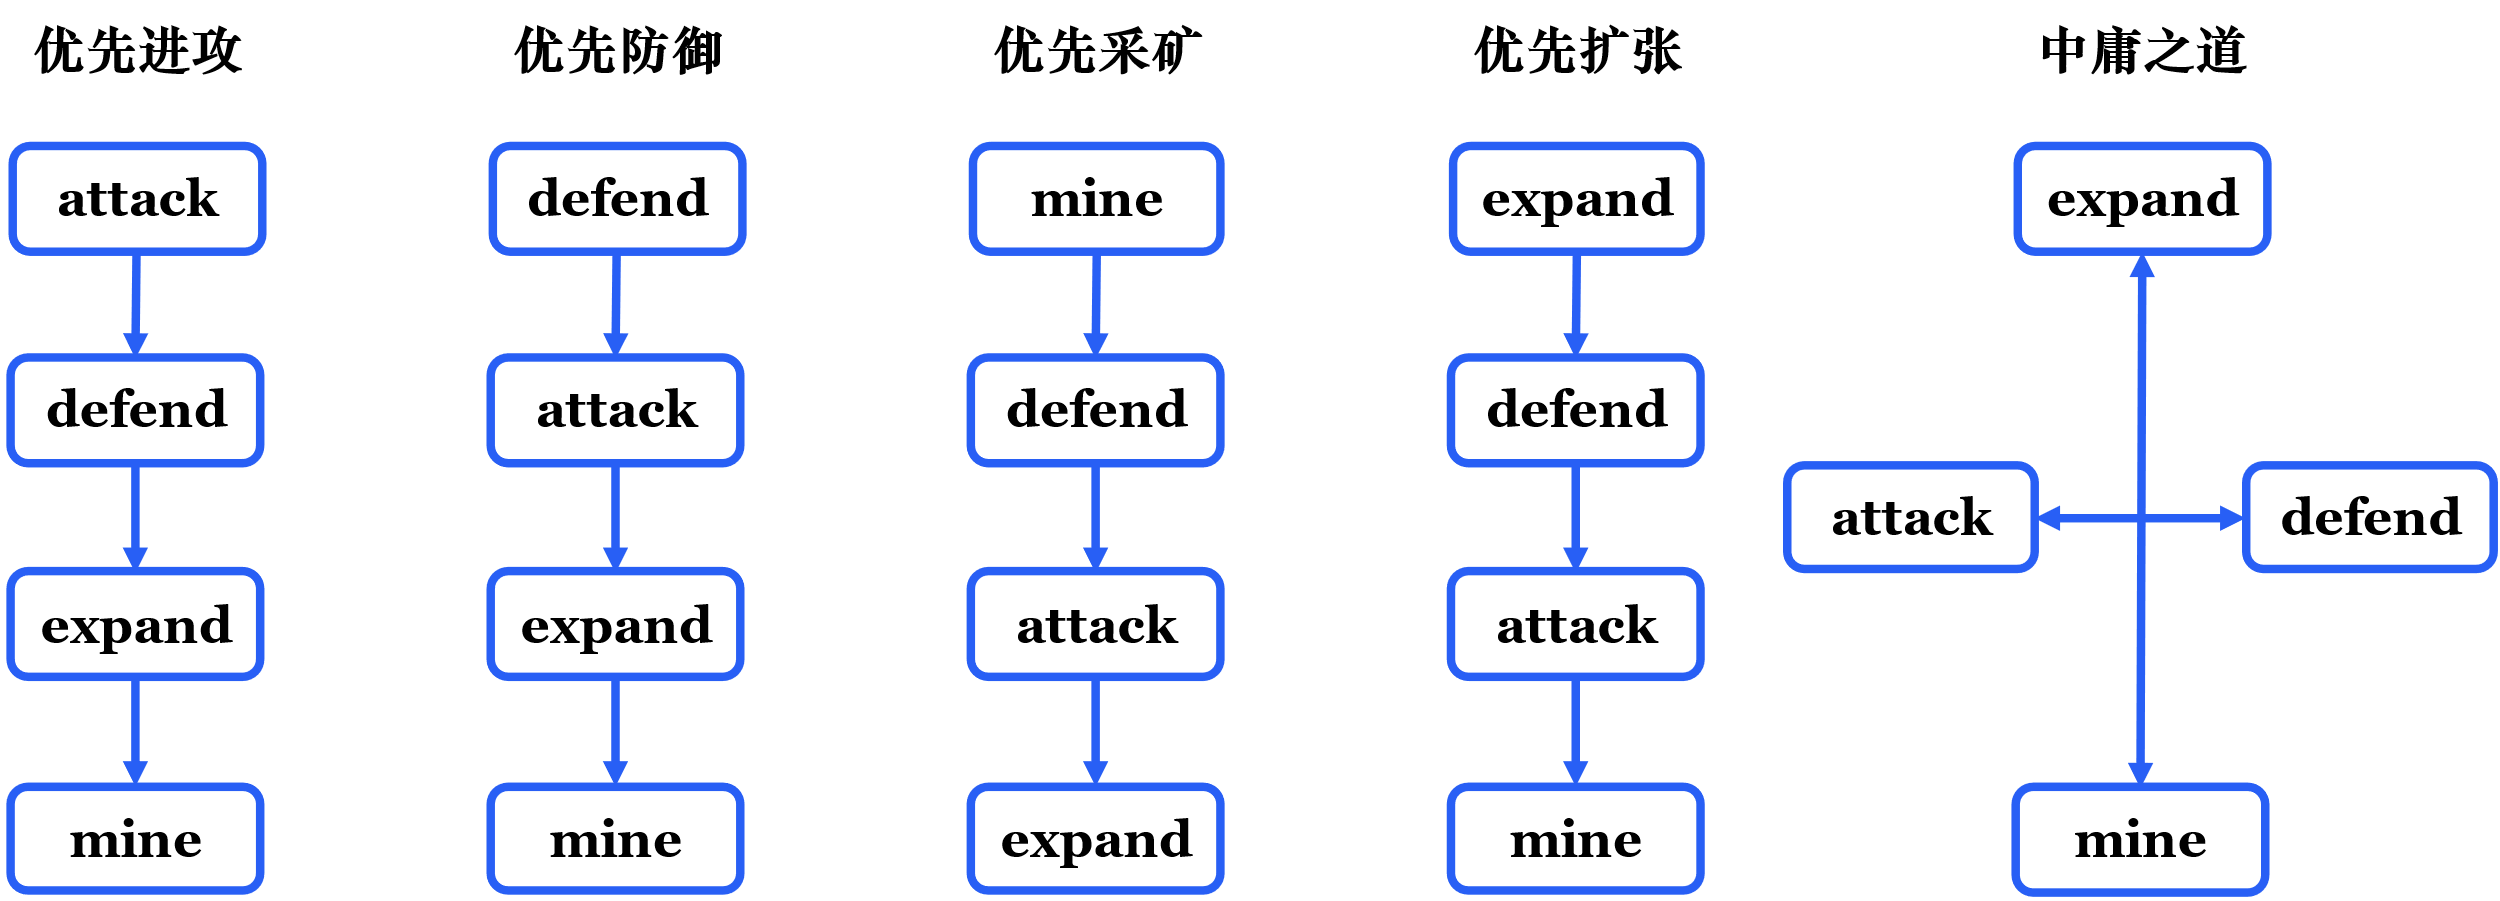 优先进攻
attack
defend
expand
mine
优先防御
defend
attack
expand
mine
优先采矿
mine
defend
attack
expand
优先扩张
expand
defend
attack
mine
中庸之道
expand
attack
defend
mine